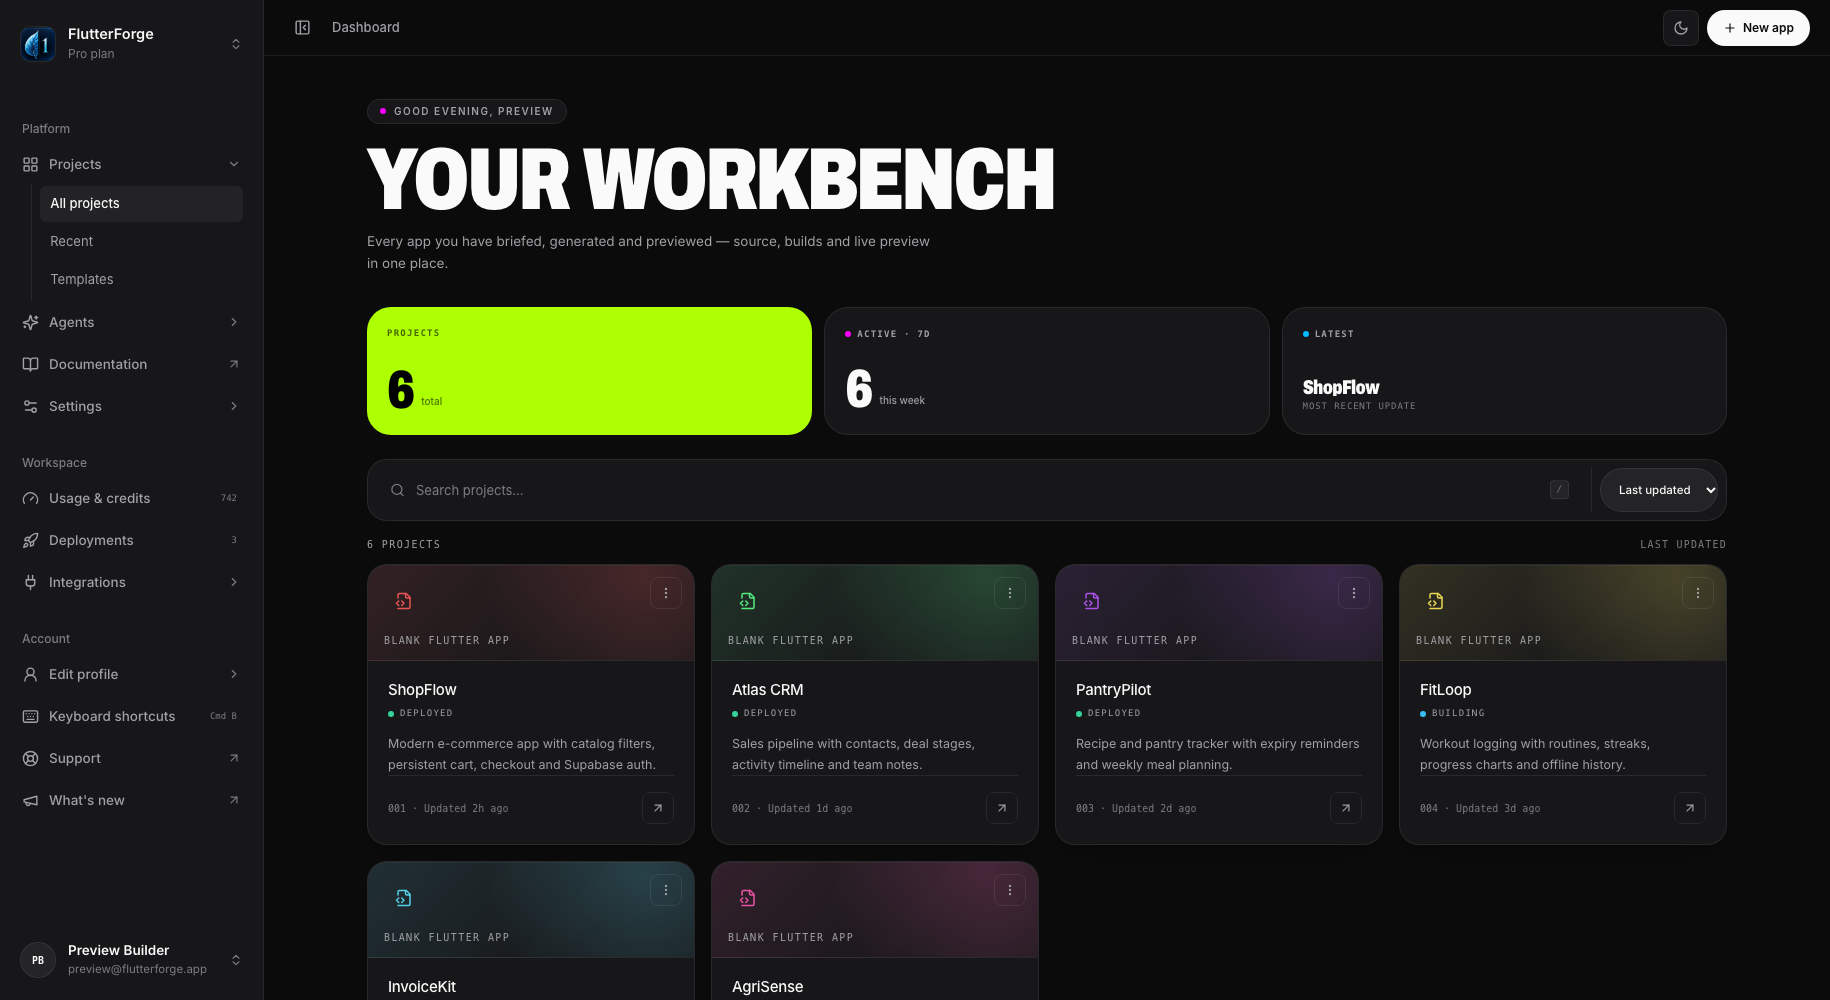 FlutterForge
Pro plan
Platform
Projects
All projects
Recent
Templates
Agents
Documentation
Settings
Workspace
Usage & credits 742
Deployments 3
Integrations
Account
Edit profile
Keyboard shortcuts Cmd B
Support
What's new
PB
Preview Builder
preview@flutterforge.app
Dashboard
New app
GOOD EVENING, PREVIEW
YOUR WORKBENCH
Every app you have briefed, generated and previewed — source, builds and live preview
in one place.
PROJECTS
6 total
ACTIVE · 7D
6 this week
LATEST
ShopFlow
MOST RECENT UPDATE
Search projects...
/
Last updated
6 PROJECTS
LAST UPDATED
BLANK FLUTTER APP
ShopFlow
DEPLOYED
Modern e-commerce app with catalog filters,
persistent cart, checkout and Supabase auth.
001 · Updated 2h ago
BLANK FLUTTER APP
Atlas CRM
DEPLOYED
Sales pipeline with contacts, deal stages,
activity timeline and team notes.
002 · Updated 1d ago
BLANK FLUTTER APP
PantryPilot
DEPLOYED
Recipe and pantry tracker with expiry reminders
and weekly meal planning.
003 · Updated 2d ago
BLANK FLUTTER APP
FitLoop
BUILDING
Workout logging with routines, streaks,
progress charts and offline history.
004 · Updated 3d ago
BLANK FLUTTER APP
InvoiceKit
BLANK FLUTTER APP
AgriSense